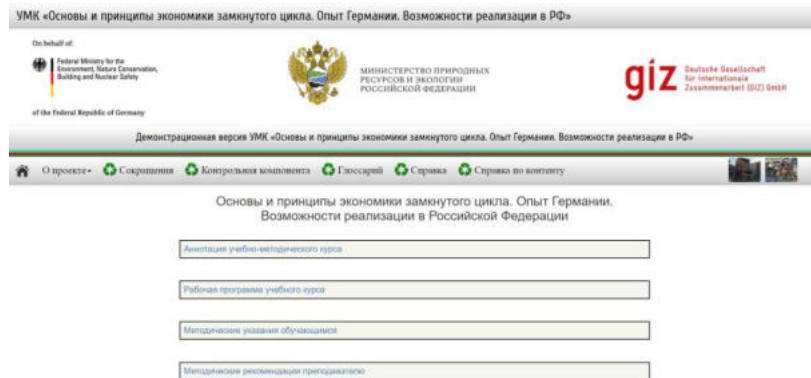 УМК «Основы и принципы экономики замкнутого цикла. Опыт Германии. Возможности реализации в РФ»
On behalf of:
Federal Ministry for the
Environment, Nature Conservation,
Building and Nuclear Safety
of the Federal Republic of Germany
МИНИСТЕРСТВО ПРИРОДНЫХ
РЕСУРСОВ И ЭКОЛОГИИ
РОССИЙСКОЙ ФЕДЕРАЦИИ
giz
Deutsche Gesellschaft
für Internationale
Zusammenarbeit (GIZ) GmbH
Демонстрационная версия УМК «Основы и принципы экономики замкнутого цикла. Опыт Германии. Возможности реализации в РФ»
О проекте Сокращения Контрольная компонента Глоссарий Справка Справка по контенту
Основы и принципы экономики замкнутого цикла. Опыт Германии.
Возможности реализации в Российской Федерации
Аннотация учебно-методического курса
Рабочая программа учебного курса
Методические указания обучающимся
Методические рекомендации преподавателю